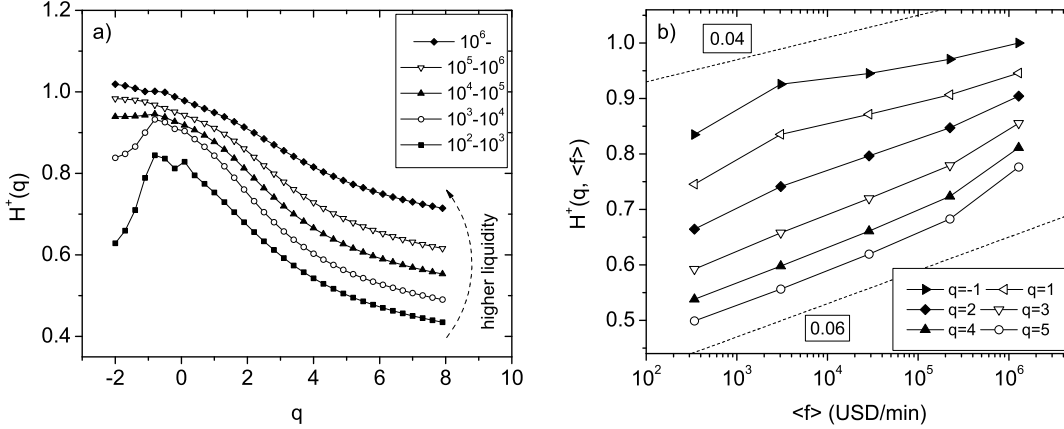 a)
1.2
1.0
0.8
0.6
0.4
H⁺(q)
-2 0 2 4 6 8 10
q
10⁶-
10⁵-10⁶
10⁴-10⁵
10³-10⁴
10²-10³
higher liquidity
b)
1.0
0.9
0.8
0.7
0.6
0.5
H⁺(q, <f>)
0.04
0.06
q=-1 q=1
q=2 q=3
q=4 q=5
10² 10³ 10⁴ 10⁵ 10⁶
<f> (USD/min)